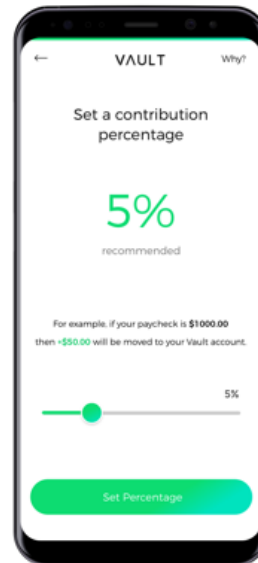 ← VAULT Why?
Set a contribution
percentage
5%
recommended
For example, if your paycheck is $1000.00
then +$50.00 will be moved to your Vault account.
5%
Set Percentage